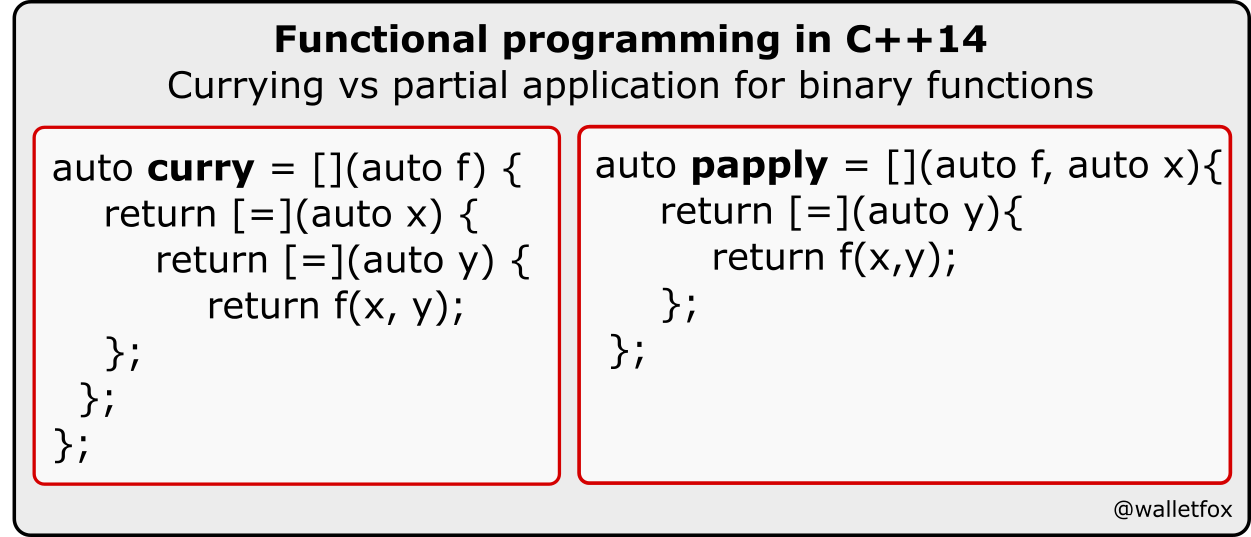 Functional programming in C++14
Currying vs partial application for binary functions
auto curry = [](auto f) {
return [=](auto x) {
return [=](auto y) {
return f(x, y);
};
};
};
auto papply = [](auto f, auto x){
return [=](auto y){
return f(x,y);
};
};
@walletfox